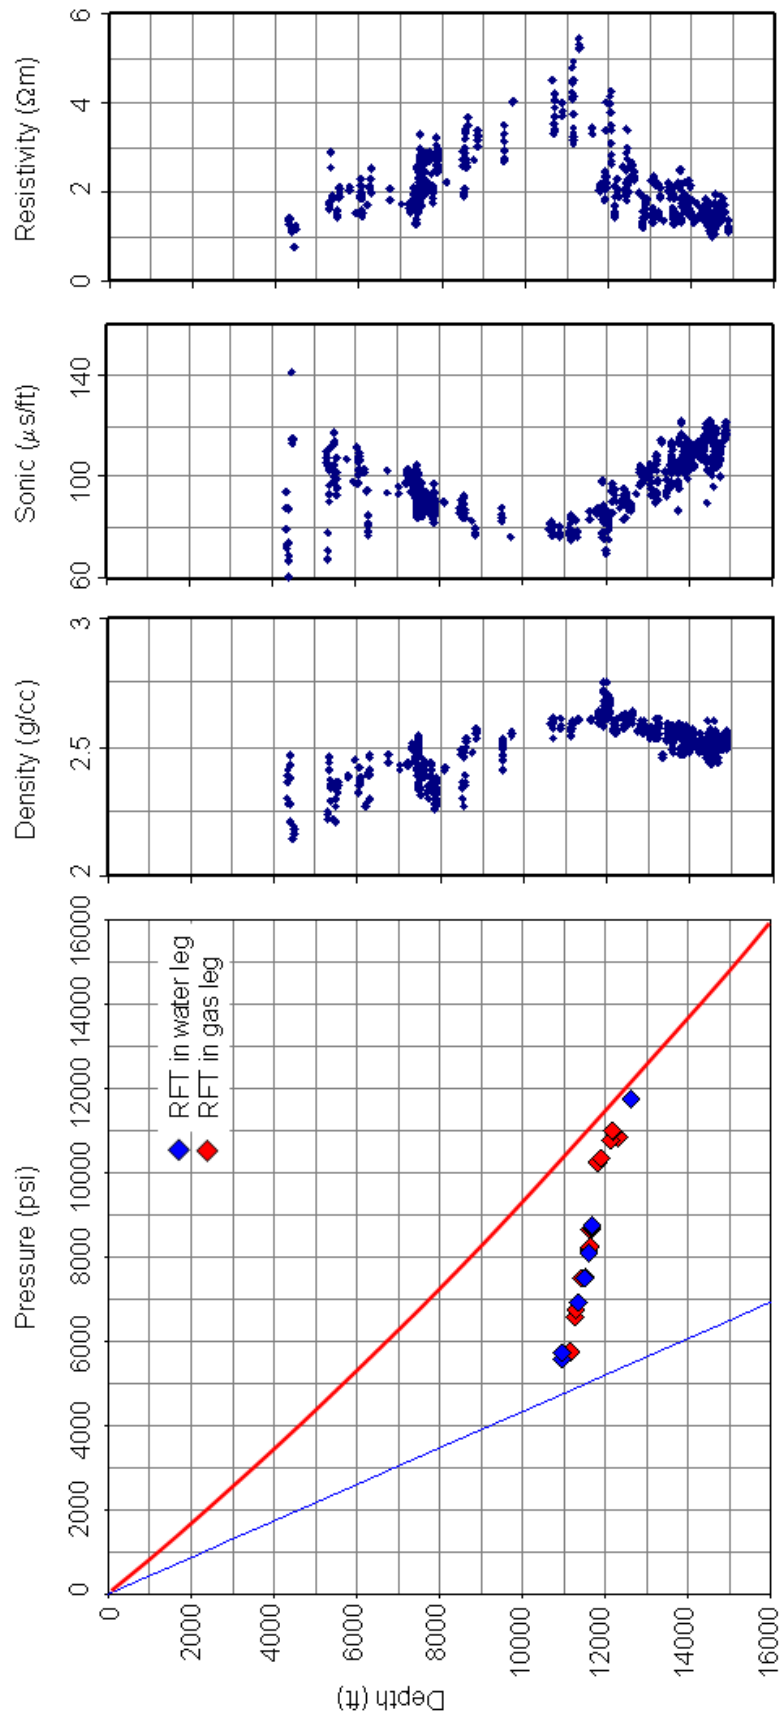 Pressure (psi)
0 2000 4000 6000 8000 10000 12000 14000 16000
Depth (ft)
0
2000
4000
6000
8000
10000
12000
14000
16000
RFT in water leg
RFT in gas leg
Density (g/cc)
2 2.5 3
Sonic (μs/ft)
60 100 140
Resistivity (Ωm)
0 2 4 6